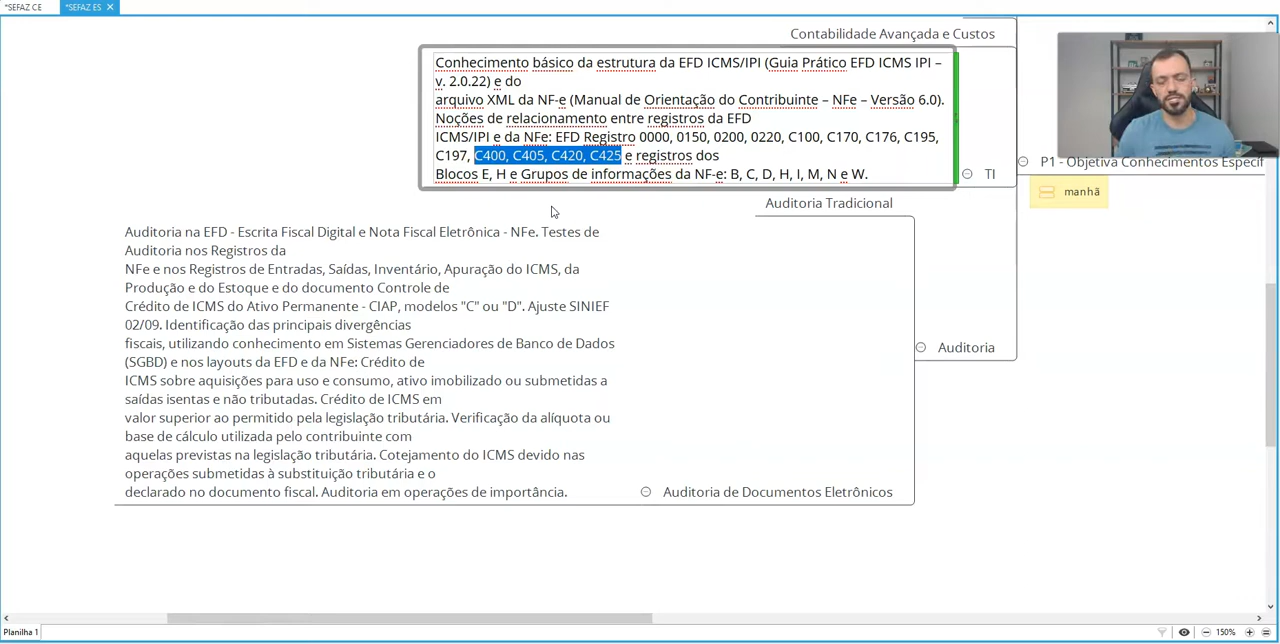 *SEFAZ CE
*SEFAZ ES
Contabilidade Avançada e Custos
Conhecimento básico da estrutura da EFD ICMS/IPI (Guia Prático EFD ICMS IPI –
v. 2.0.22) e do
arquivo XML da NF-e (Manual de Orientação do Contribuinte – NFe – Versão 6.0).
Noções de relacionamento entre registros da EFD
ICMS/IPI e da NFe: EFD Registro 0000, 0150, 0200, 0220, C100, C170, C176, C195,
C197, C400, C405, C420, C425 e registros dos
Blocos E, H e Grupos de informações da NF-e: B, C, D, H, I, M, N e W.
TI
P1 - Objetiva Conhecimentos Específ
manhã
Auditoria Tradicional
Auditoria na EFD - Escrita Fiscal Digital e Nota Fiscal Eletrônica - NFe. Testes de
Auditoria nos Registros da
NFe e nos Registros de Entradas, Saídas, Inventário, Apuração do ICMS, da
Produção e do Estoque e do documento Controle de
Crédito de ICMS do Ativo Permanente - CIAP, modelos "C" ou "D". Ajuste SINIEF
02/09. Identificação das principais divergências
fiscais, utilizando conhecimento em Sistemas Gerenciadores de Banco de Dados
(SGBD) e nos layouts da EFD e da NFe: Crédito de
ICMS sobre aquisições para uso e consumo, ativo imobilizado ou submetidas a
saídas isentas e não tributadas. Crédito de ICMS em
valor superior ao permitido pela legislação tributária. Verificação da alíquota ou
base de cálculo utilizada pelo contribuinte com
aquelas previstas na legislação tributária. Cotejamento do ICMS devido nas
operações submetidas à substituição tributária e o
declarado no documento fiscal. Auditoria em operações de importância.
Auditoria
Auditoria de Documentos Eletrônicos
Planilha 1
150%